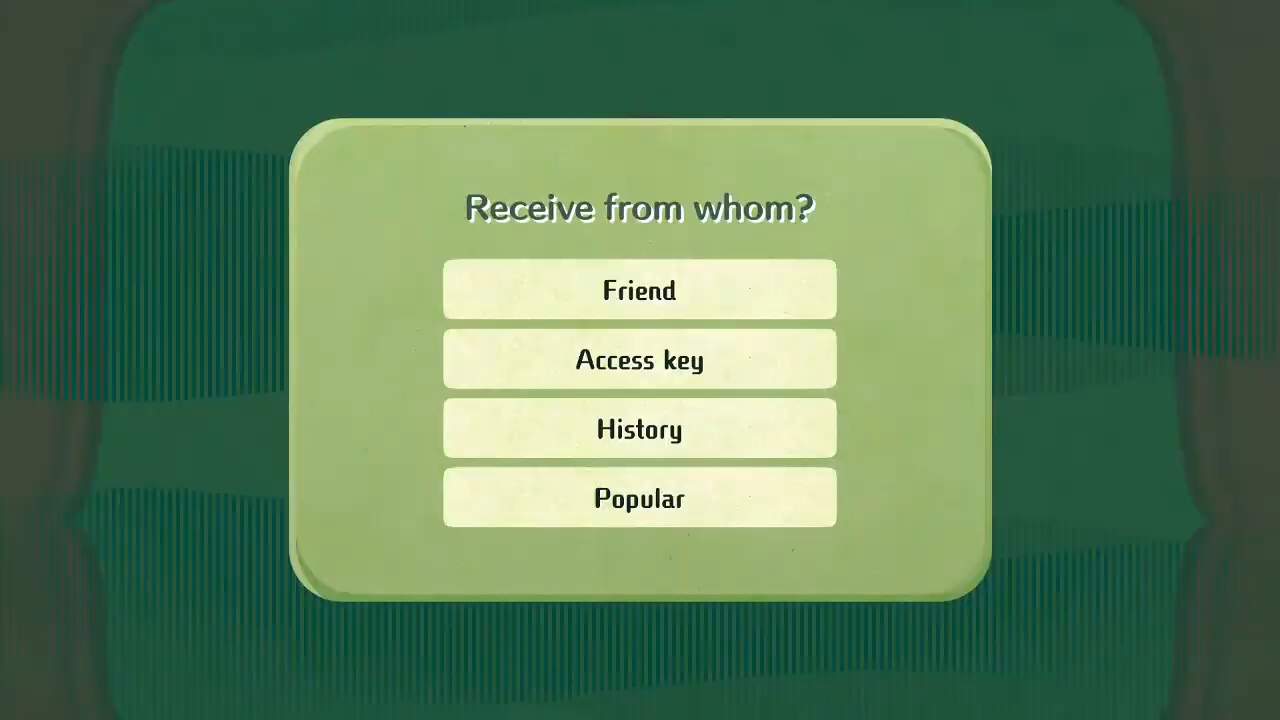 Receive from whom?
Friend
Access key
History
Popular